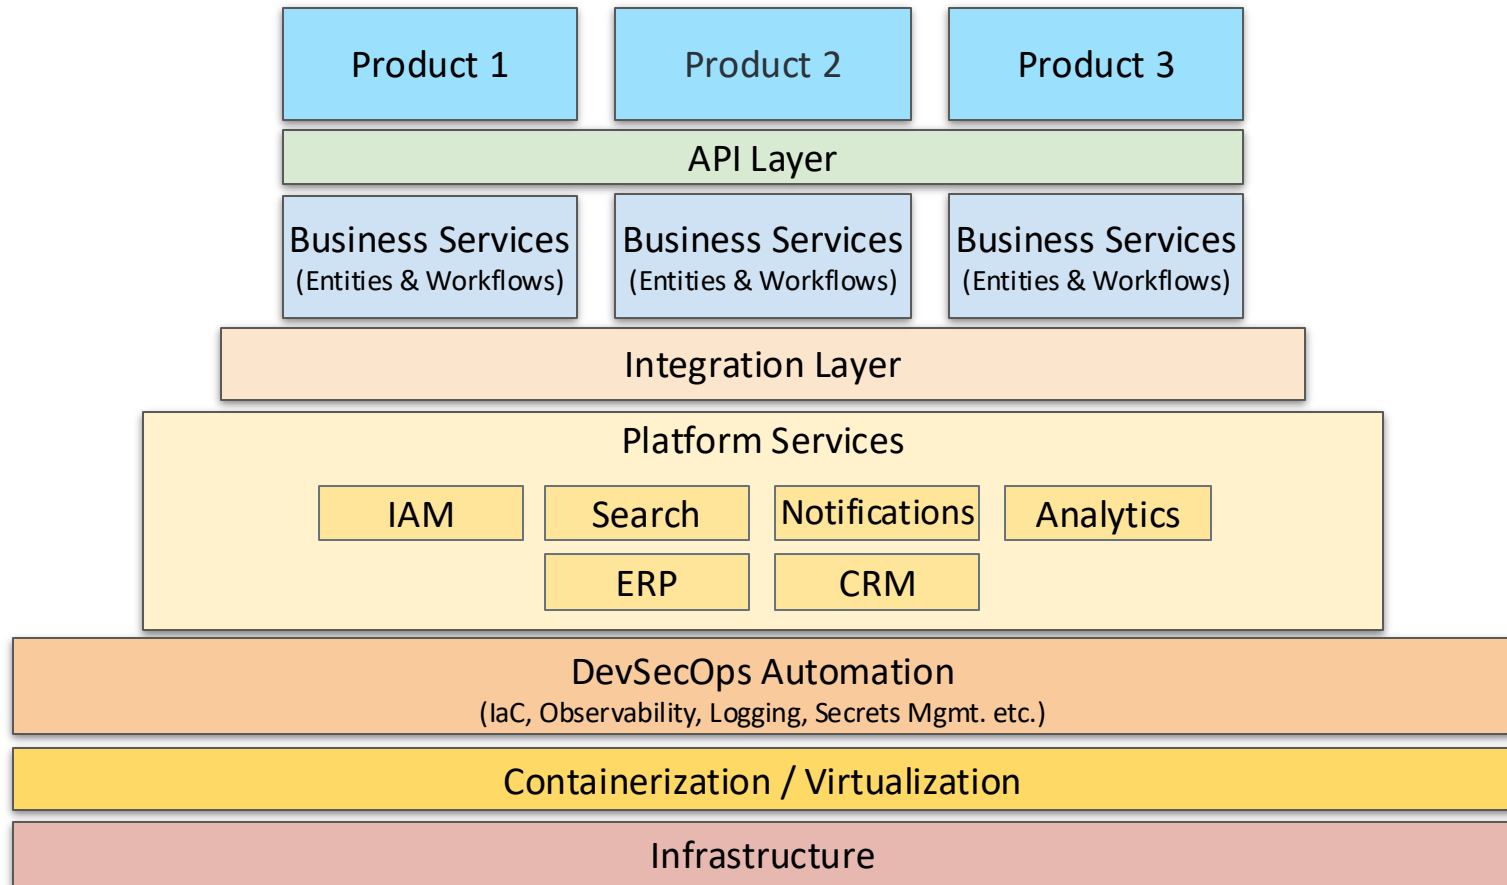 Product 1
Product 2
Product 3
API Layer
Business Services
(Entities & Workflows)
Business Services
(Entities & Workflows)
Business Services
(Entities & Workflows)
Integration Layer
Platform Services
IAM
Search
Notifications
Analytics
ERP
CRM
DevSecOps Automation
(IaC, Observability, Logging, Secrets Mgmt. etc.)
Containerization / Virtualization
Infrastructure